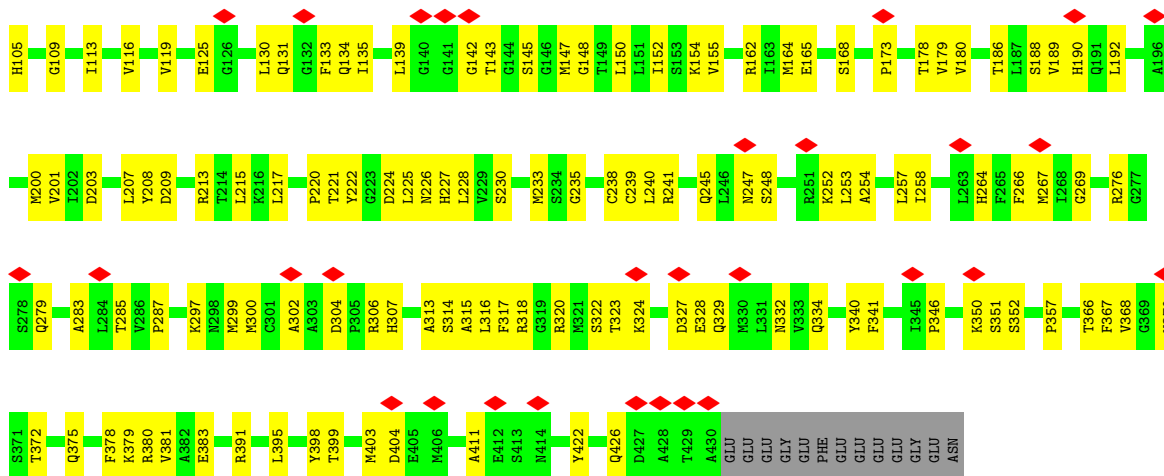 H105 G109 I113 V116 V119 E125 G126 L130 Q131 G132 F133 Q134 I135 L139 G140 G141 G142 T143 G144 S145 G146 M147 G148 T149 L150 L151 I152 S153 K154 V155 R162 I163 M164 E165 S168 P173 T178 V179 V180 T186 L187 S188 V189 H190 Q191 L192 A196
M200 V201 I202 D203 L207 Y208 D209 R213 T214 L215 K216 L217 P220 T221 Y222 G223 D224 L225 N226 H227 L228 V229 S230 M233 S234 G235 C238 C239 L240 R241 Q245 L246 N247 S248 R251 K252 L253 A254 L257 I258 L263 H264 F265 F266 M267 I268 G269 R276 G277
S278 Q279 A283 L284 T285 V286 P287 K297 N298 M299 M300 C301 A302 A303 D304 P305 R306 H307 A313 S314 A315 L316 F317 R318 G319 R320 M321 S322 T323 K324 D327 E328 Q329 M330 L331 N332 V333 Q334 Y340 F341 I345 P346 K350 S351 S352 P357 T366 F367 V368 G369
S371 T372 Q375 F378 K379 R380 V381 A382 E383 R391 L395 Y398 T399 M403 D404 E405 M406 A411 E412 S413 N414 Y422 Q426 D427 A428 T429 A430 GLU GLU GLU GLY GLU PHE GLU GLU GLU GLU GLY GLU ASN